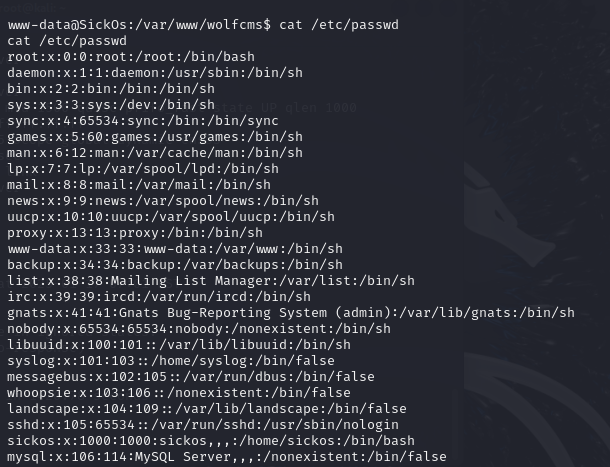 www-data@SickOs:/var/www/wolfcms$ cat /etc/passwd
cat /etc/passwd
root:x:0:0:root:/root:/bin/bash
daemon:x:1:1:daemon:/usr/sbin:/bin/sh
bin:x:2:2:bin:/bin:/bin/sh
sys:x:3:3:sys:/dev:/bin/sh
sync:x:4:65534:sync:/bin:/bin/sync
games:x:5:60:games:/usr/games:/bin/sh
man:x:6:12:man:/var/cache/man:/bin/sh
lp:x:7:7:lp:/var/spool/lpd:/bin/sh
mail:x:8:8:mail:/var/mail:/bin/sh
news:x:9:9:news:/var/spool/news:/bin/sh
uucp:x:10:10:uucp:/var/spool/uucp:/bin/sh
proxy:x:13:13:proxy:/bin:/bin/sh
www-data:x:33:33:www-data:/var/www:/bin/sh
backup:x:34:34:backup:/var/backups:/bin/sh
list:x:38:38:Mailing List Manager:/var/list:/bin/sh
irc:x:39:39:ircd:/var/run/ircd:/bin/sh
gnats:x:41:41:Gnats Bug-Reporting System (admin):/var/lib/gnats:/bin/sh
nobody:x:65534:65534:nobody:/nonexistent:/bin/sh
libuuid:x:100:101::/var/lib/libuuid:/bin/sh
syslog:x:101:103::/home/syslog:/bin/false
messagebus:x:102:105::/var/run/dbus:/bin/false
whoopsie:x:103:106::/nonexistent:/bin/false
landscape:x:104:109::/var/lib/landscape:/bin/false
sshd:x:105:65534::/var/run/sshd:/usr/sbin/nologin
sickos:x:1000:1000:sickos,,,:/home/sickos:/bin/bash
mysql:x:106:114:MySQL Server,,,:/nonexistent:/bin/false